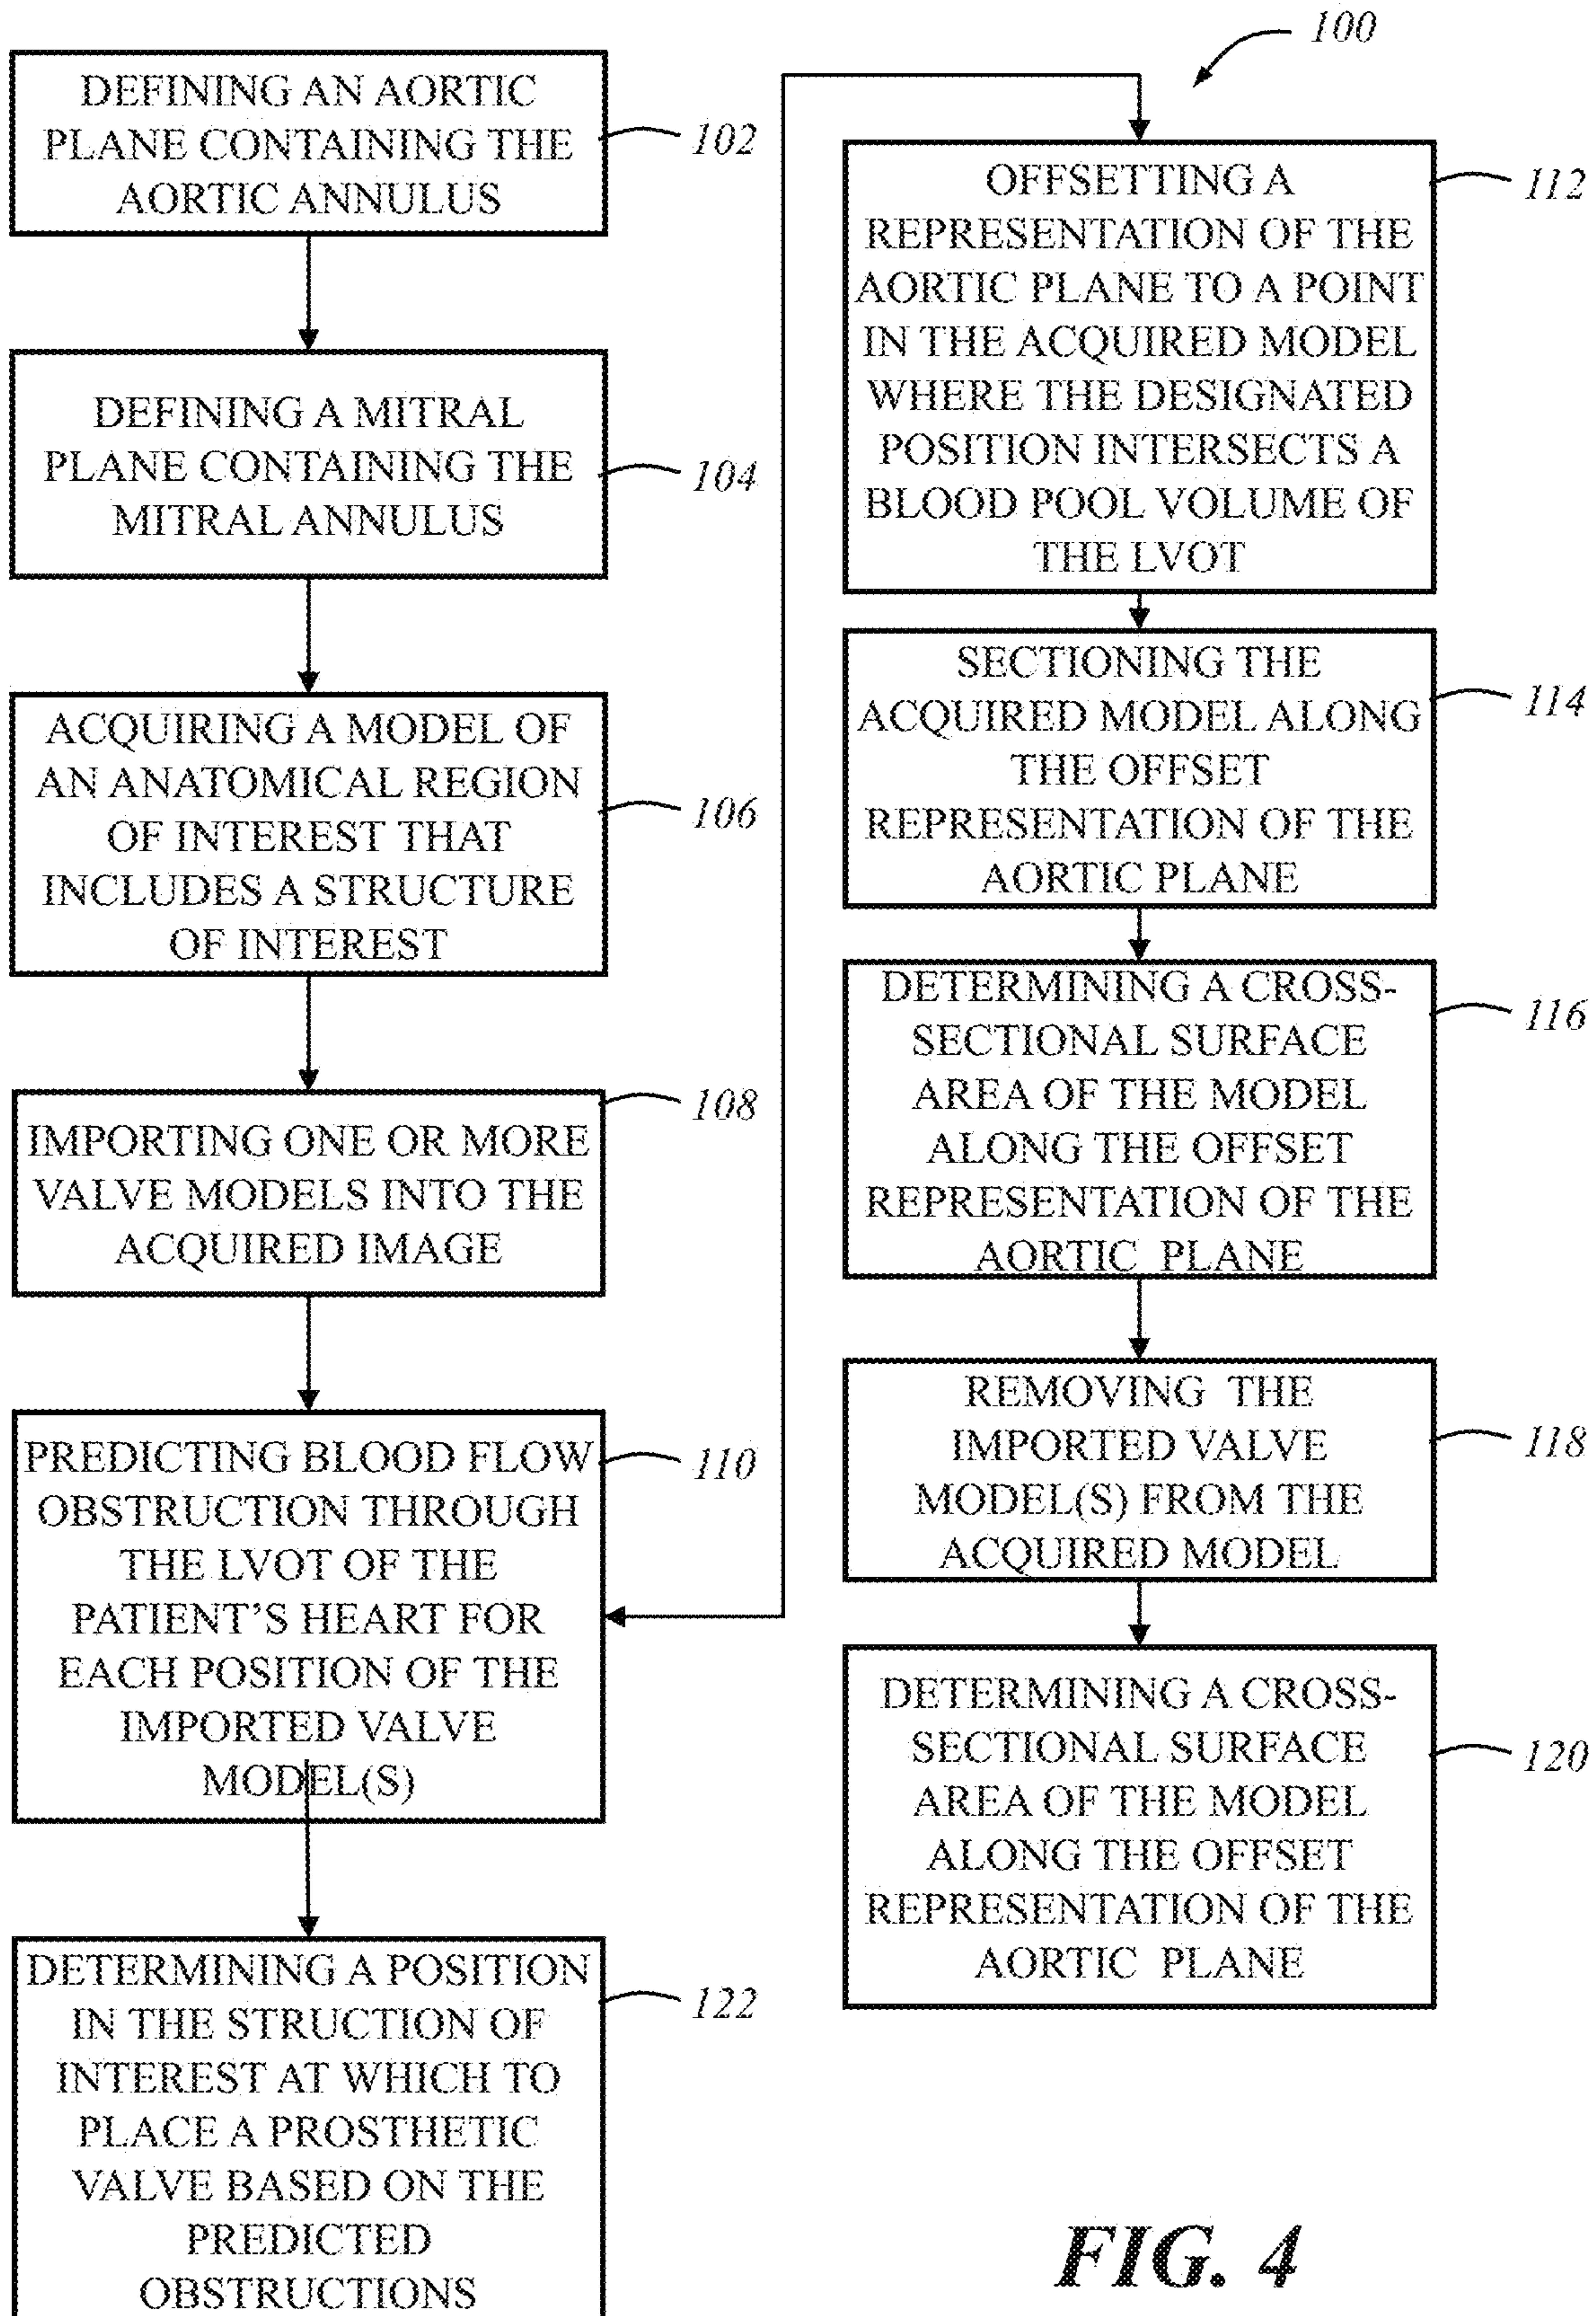 100
DEFINING AN AORTIC
PLANE CONTAINING THE
AORTIC ANNULUS
102
DEFINING A MITRAL
PLANE CONTAINING THE
MITRAL ANNULUS
104
ACQUIRING A MODEL OF
AN ANATOMICAL REGION
OF INTEREST THAT
INCLUDES A STRUCTURE
OF INTEREST
106
IMPORTING ONE OR MORE
VALVE MODELS INTO THE
ACQUIRED IMAGE
108
PREDICTING BLOOD FLOW
OBSTRUCTION THROUGH
THE LVOT OF THE
PATIENT'S HEART FOR
EACH POSITION OF THE
IMPORTED VALVE
MODEL(S)
110
DETERMINING A POSITION
IN THE STRUCTION OF
INTEREST AT WHICH TO
PLACE A PROSTHETIC
VALVE BASED ON THE
PREDICTED
OBSTRUCTIONS
122
OFFSETTING A
REPRESENTATION OF THE
AORTIC PLANE TO A POINT
IN THE ACQUIRED MODEL
WHERE THE DESIGNATED
POSITION INTERSECTS A
BLOOD POOL VOLUME OF
THE LVOT
112
SECTIONING THE
ACQUIRED MODEL ALONG
THE OFFSET
REPRESENTATION OF THE
AORTIC PLANE
114
DETERMINING A CROSS-
SECTIONAL SURFACE
AREA OF THE MODEL
ALONG THE OFFSET
REPRESENTATION OF THE
AORTIC PLANE
116
REMOVING THE
IMPORTED VALVE
MODEL(S) FROM THE
ACQUIRED MODEL
118
DETERMINING A CROSS-
SECTIONAL SURFACE
AREA OF THE MODEL
ALONG THE OFFSET
REPRESENTATION OF THE
AORTIC PLANE
120
FIG. 4